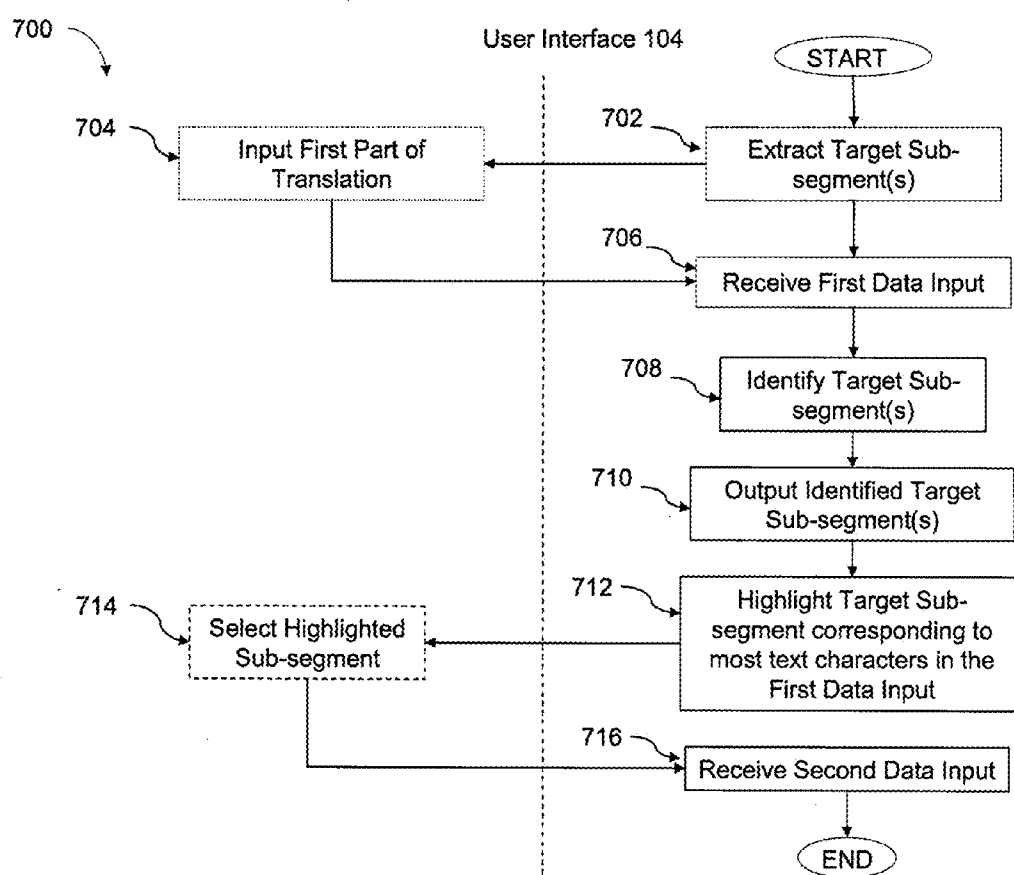 700
User Interface 104
START
704
702
Input First Part of
Translation
Extract Target Sub-
segment(s)
706
Receive First Data Input
708
Identify Target Sub-
segment(s)
710
Output Identified Target
Sub-segment(s)
714
712
Select Highlighted
Sub-segment
Highlight Target Sub-
segment corresponding to
most text characters in the
First Data Input
716
Receive Second Data Input
END